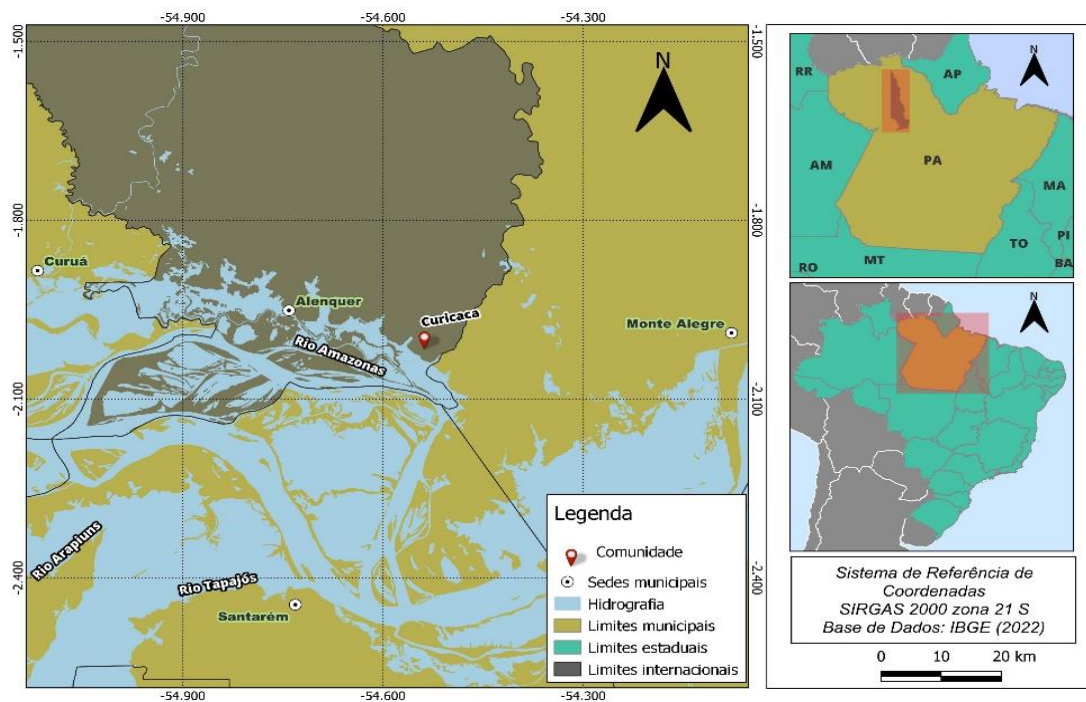 -54.900
-54.600
-54.300
-1.500
-1.500
N
-1.800
-1.800
Curuá
Alenquer
Curicaca
Monte Alegre
Rio Amazonas
-2.100
-2.100
Rio Arapiuns
Rio Tapajós
Santarém
-2.400
-2.400
-54.900
-54.600
-54.300
Legenda
Comunidade
Sedes municipais
Hidrografia
Limites municipais
Limites estaduais
Limites internacionais
N
RR
AP
AM
PA
MA
PI
TO
BA
RO
MT
N
Sistema de Referência de
Coordenadas
SIRGAS 2000 zona 21 S
Base de Dados: IBGE (2022)
0 10 20 km